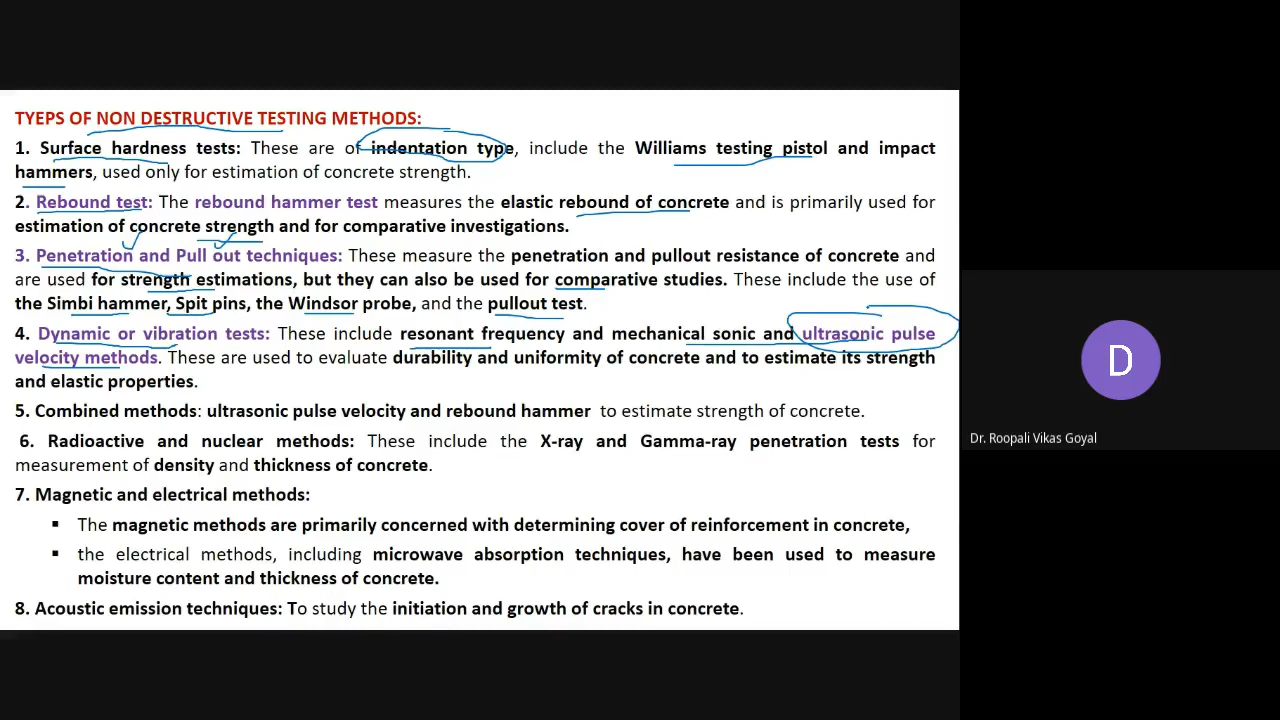 TYEPS OF NON DESTRUCTIVE TESTING METHODS:
1. Surface hardness tests: These are of indentation type, include the Williams testing pistol and impact
hammers, used only for estimation of concrete strength.
2. Rebound test: The rebound hammer test measures the elastic rebound of concrete and is primarily used for
estimation of concrete strength and for comparative investigations.
3. Penetration and Pull out techniques: These measure the penetration and pullout resistance of concrete and
are used for strength estimations, but they can also be used for comparative studies. These include the use of
the Simbi hammer, Spit pins, the Windsor probe, and the pullout test.
4. Dynamic or vibration tests: These include resonant frequency and mechanical sonic and ultrasonic pulse
velocity methods. These are used to evaluate durability and uniformity of concrete and to estimate its strength
and elastic properties.
5. Combined methods: ultrasonic pulse velocity and rebound hammer to estimate strength of concrete.
6. Radioactive and nuclear methods: These include the X-ray and Gamma-ray penetration tests for
measurement of density and thickness of concrete.
7. Magnetic and electrical methods:
▪ The magnetic methods are primarily concerned with determining cover of reinforcement in concrete,
▪ the electrical methods, including microwave absorption techniques, have been used to measure
moisture content and thickness of concrete.
8. Acoustic emission techniques: To study the initiation and growth of cracks in concrete.
D
Dr. Roopali Vikas Goyal